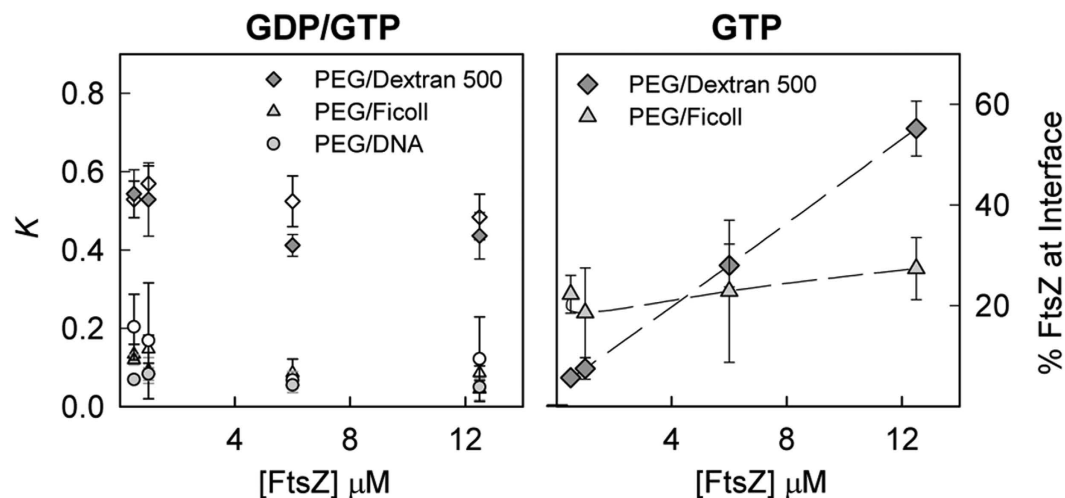 GDP/GTP
GTP
PEG/Dextran 500
PEG/Ficoll
PEG/DNA
PEG/Dextran 500
PEG/Ficoll
0.8
0.6
0.4
0.2
0.0
K
60
40
20
% FtsZ at Interface
4
8
12
4
8
12
[FtsZ] μM
[FtsZ] μM